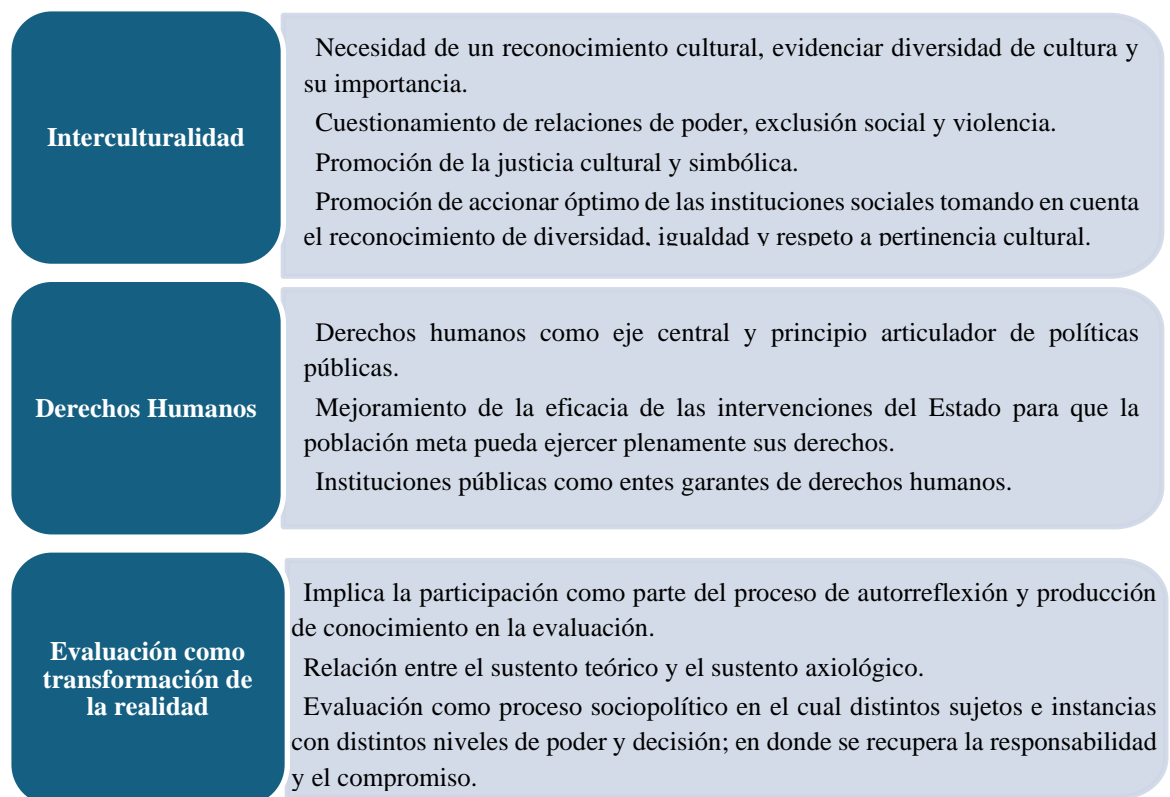 Interculturalidad
Necesidad de un reconocimiento cultural, evidenciar diversidad de cultura y
su importancia.
Cuestionamiento de relaciones de poder, exclusión social y violencia.
Promoción de la justicia cultural y simbólica.
Promoción de accionar óptimo de las instituciones sociales tomando en cuenta
el reconocimiento de diversidad, igualdad y respeto a pertinencia cultural.
Derechos Humanos
Derechos humanos como eje central y principio articulador de políticas
públicas.
Mejoramiento de la eficacia de las intervenciones del Estado para que la
población meta pueda ejercer plenamente sus derechos.
Instituciones públicas como entes garantes de derechos humanos.
Evaluación como
transformación de
la realidad
Implica la participación como parte del proceso de autorreflexión y producción
de conocimiento en la evaluación.
Relación entre el sustento teórico y el sustento axiológico.
Evaluación como proceso sociopolítico en el cual distintos sujetos e instancias
con distintos niveles de poder y decisión; en donde se recupera la responsabilidad
y el compromiso.